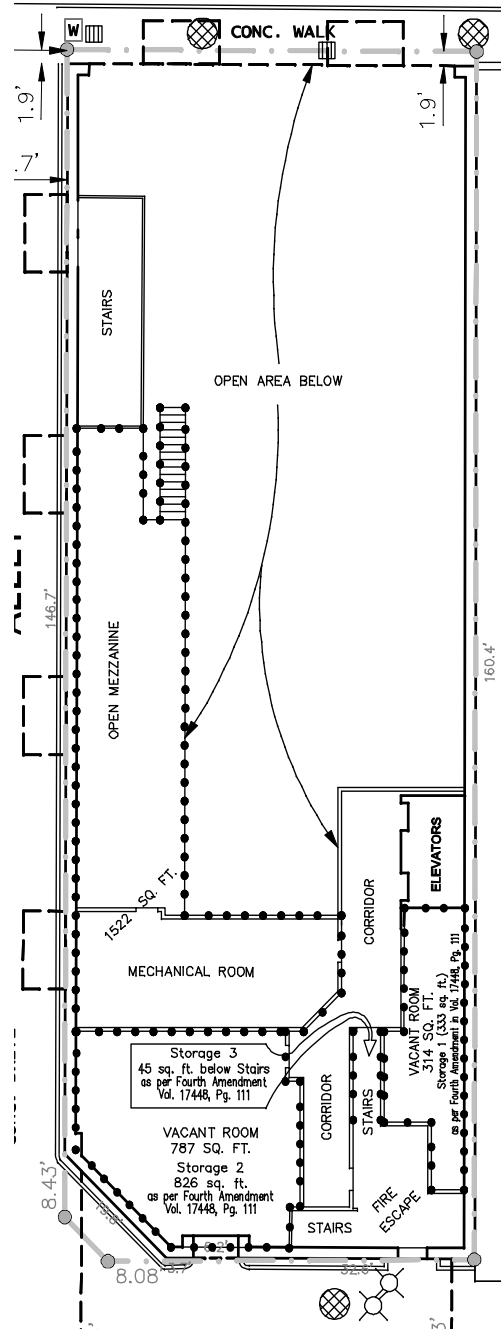 W
CONC. WALK
1.9'
1.9'
.7'
STAIRS
OPEN AREA BELOW
146.7'
160.4'
OPEN MEZZANINE
1522 SQ. FT.
ELEVATORS
CORRIDOR
MECHANICAL ROOM
VACANT ROOM
314 SQ. FT.
Storage 1 (333 sq. ft.)
as per Fourth Amendment in Vol. 17448, Pg. 111
Storage 3
45 sq. ft. below Stairs
as per Fourth Amendment
Vol. 17448, Pg. 111
CORRIDOR
STAIRS
VACANT ROOM
787 SQ. FT.
Storage 2
826 sq. ft.
as per Fourth Amendment
Vol. 17448, Pg. 111
FIRE
ESCAPE
STAIRS
8.43'
8.08'